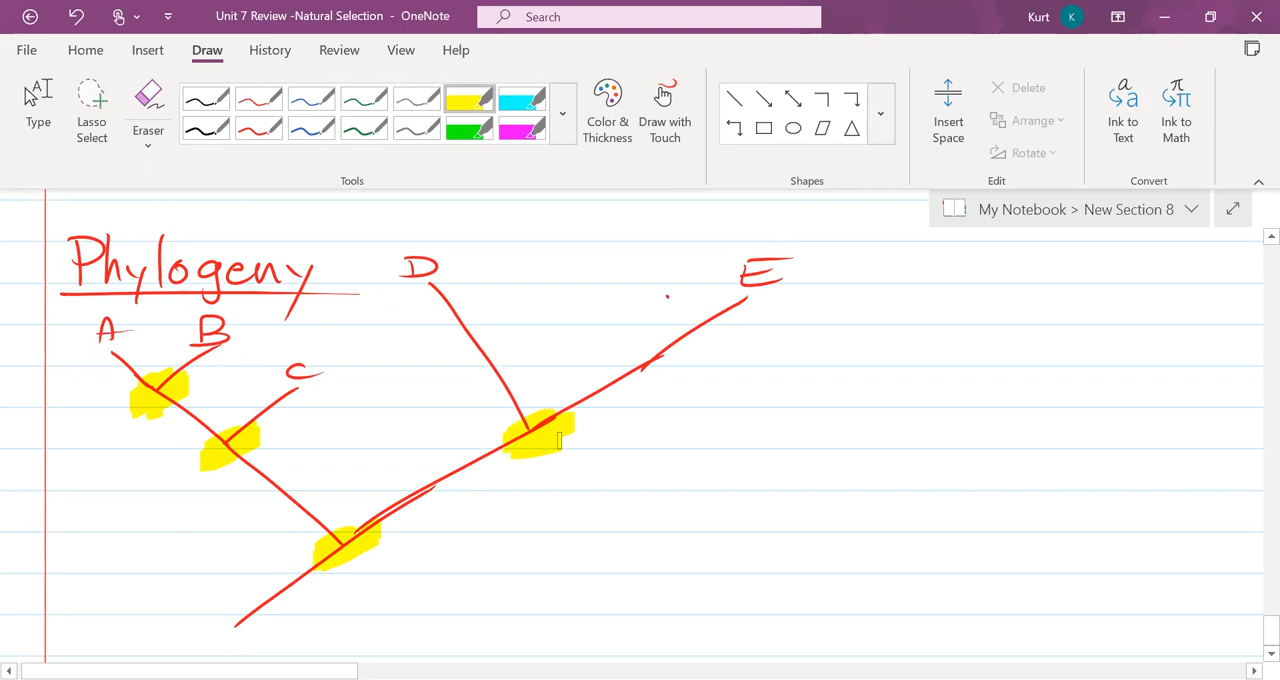 Unit 7 Review -Natural Selection - OneNote
Search
Kurt
K
File Home Insert Draw History Review View Help
Type
Lasso Select
Eraser
Color & Thickness
Draw with Touch
Insert Space
Delete
Arrange
Rotate
Ink to Text
Ink to Math
Tools
Shapes
Edit
Convert
My Notebook > New Section 8
Phylogeny
D
E
A
B
C